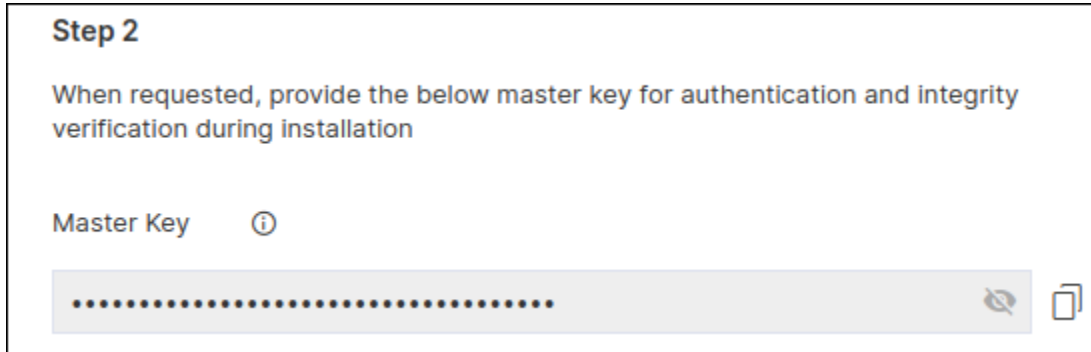 Step 2
When requested, provide the below master key for authentication and integrity
verification during installation
Master Key
••••••••••••••••••••••••••••••••••••